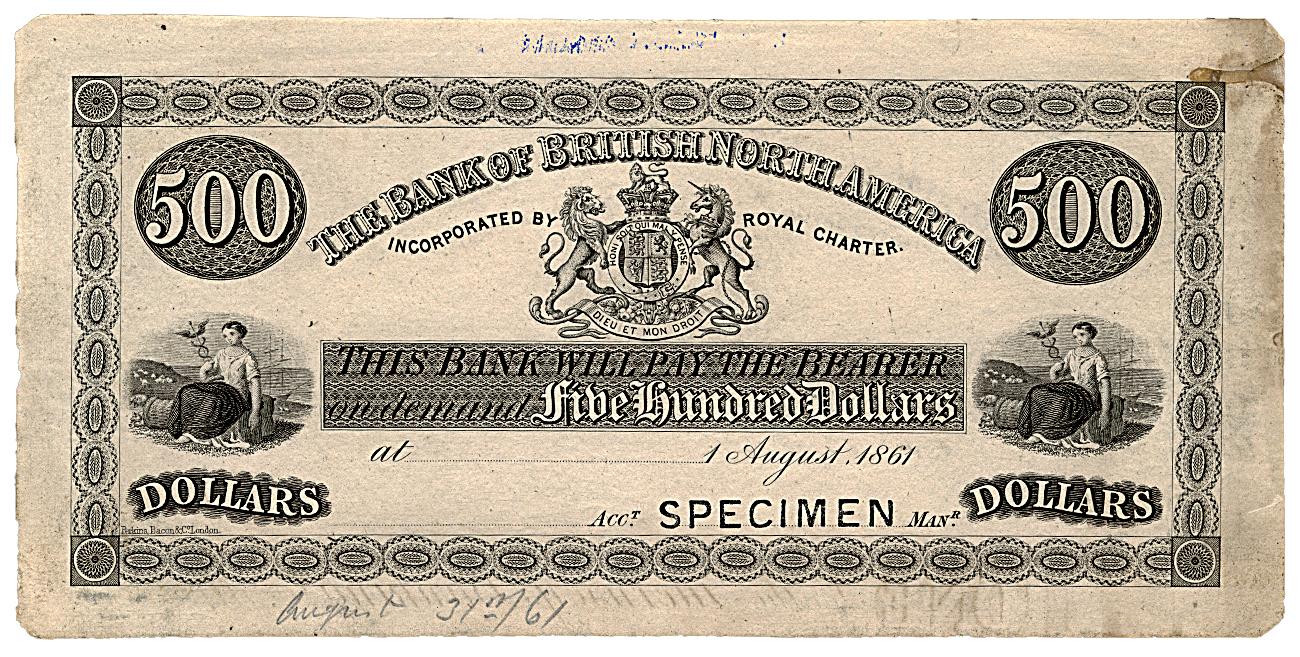 500
THE BANK OF BRITISH NORTH AMERICA
500
INCORPORATED BY ROYAL CHARTER.
HONI SOIT QUI MAL Y PENSE
DIEU ET MON DROIT
THIS BANK WILL PAY THE BEARER
on demand Five Hundred Dollars
at 1 August, 1861
DOLLARS
DOLLARS
ACCT SPECIMEN MANR
Perkins, Bacon & Co London.
August 31st/61